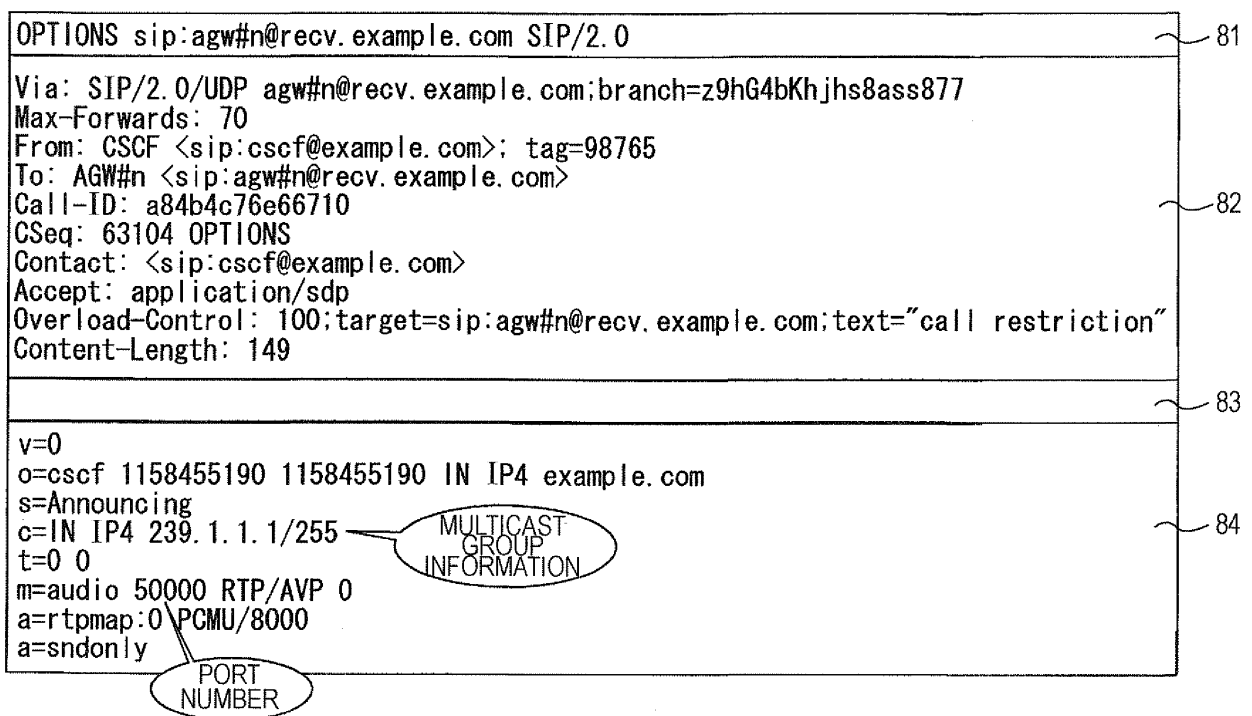 OPTIONS sip:agw#n@recv.example.com SIP/2.0
81
Via: SIP/2.0/UDP agw#n@recv.example.com;branch=z9hG4bKhjhs8ass877
Max-Forwards: 70
From: CSCF <sip:cscf@example.com>; tag=98765
To: AGW#n <sip:agw#n@recv.example.com>
Call-ID: a84b4c76e66710
82
CSeq: 63104 OPTIONS
Contact: <sip:cscf@example.com>
Accept: application/sdp
Overload-Control: 100;target=sip:agw#n@recv.example.com;text="call restriction"
Content-Length: 149
83
v=0
o=cscf 1158455190 1158455190 IN IP4 example.com
s=Announcing
c=IN IP4 239.1.1.1/255
MULTICAST
GROUP
INFORMATION
84
t=0 0
m=audio 50000 RTP/AVP 0
a=rtpmap:0 PCMU/8000
a=sndonly
PORT
NUMBER